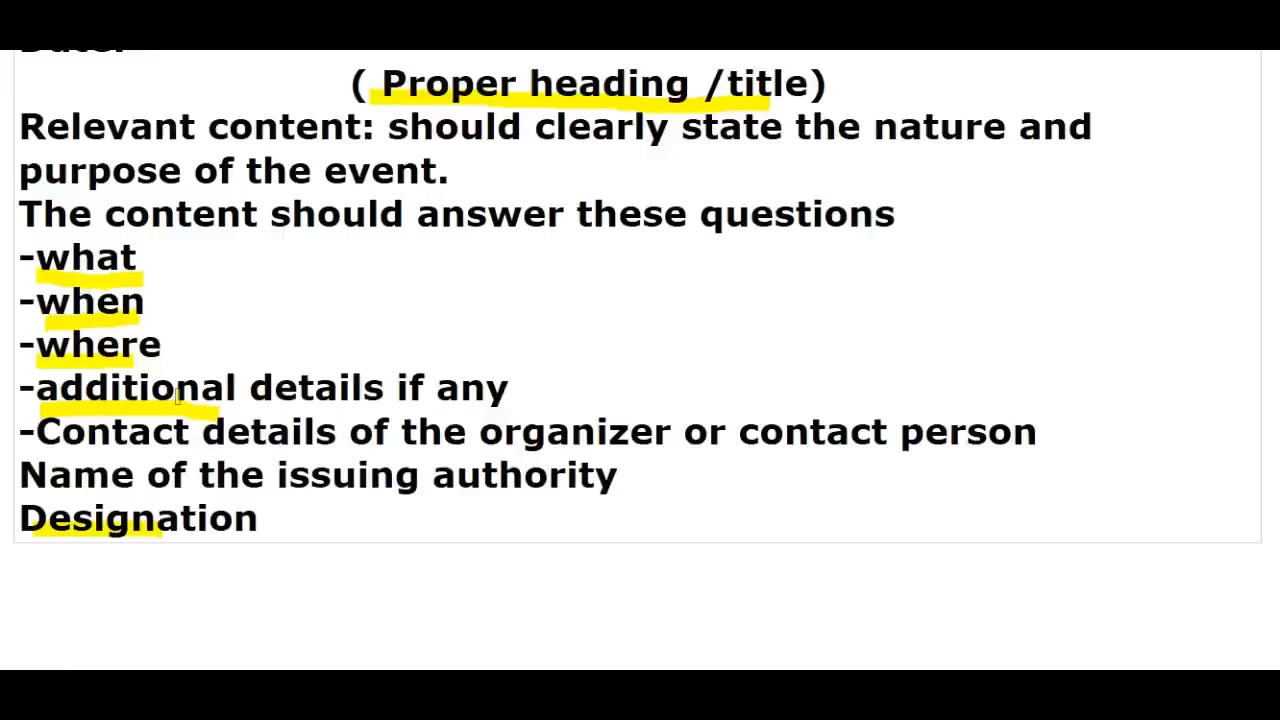 ( Proper heading /title)
Relevant content: should clearly state the nature and
purpose of the event.
The content should answer these questions
-what
-when
-where
-additional details if any
-Contact details of the organizer or contact person
Name of the issuing authority
Designation